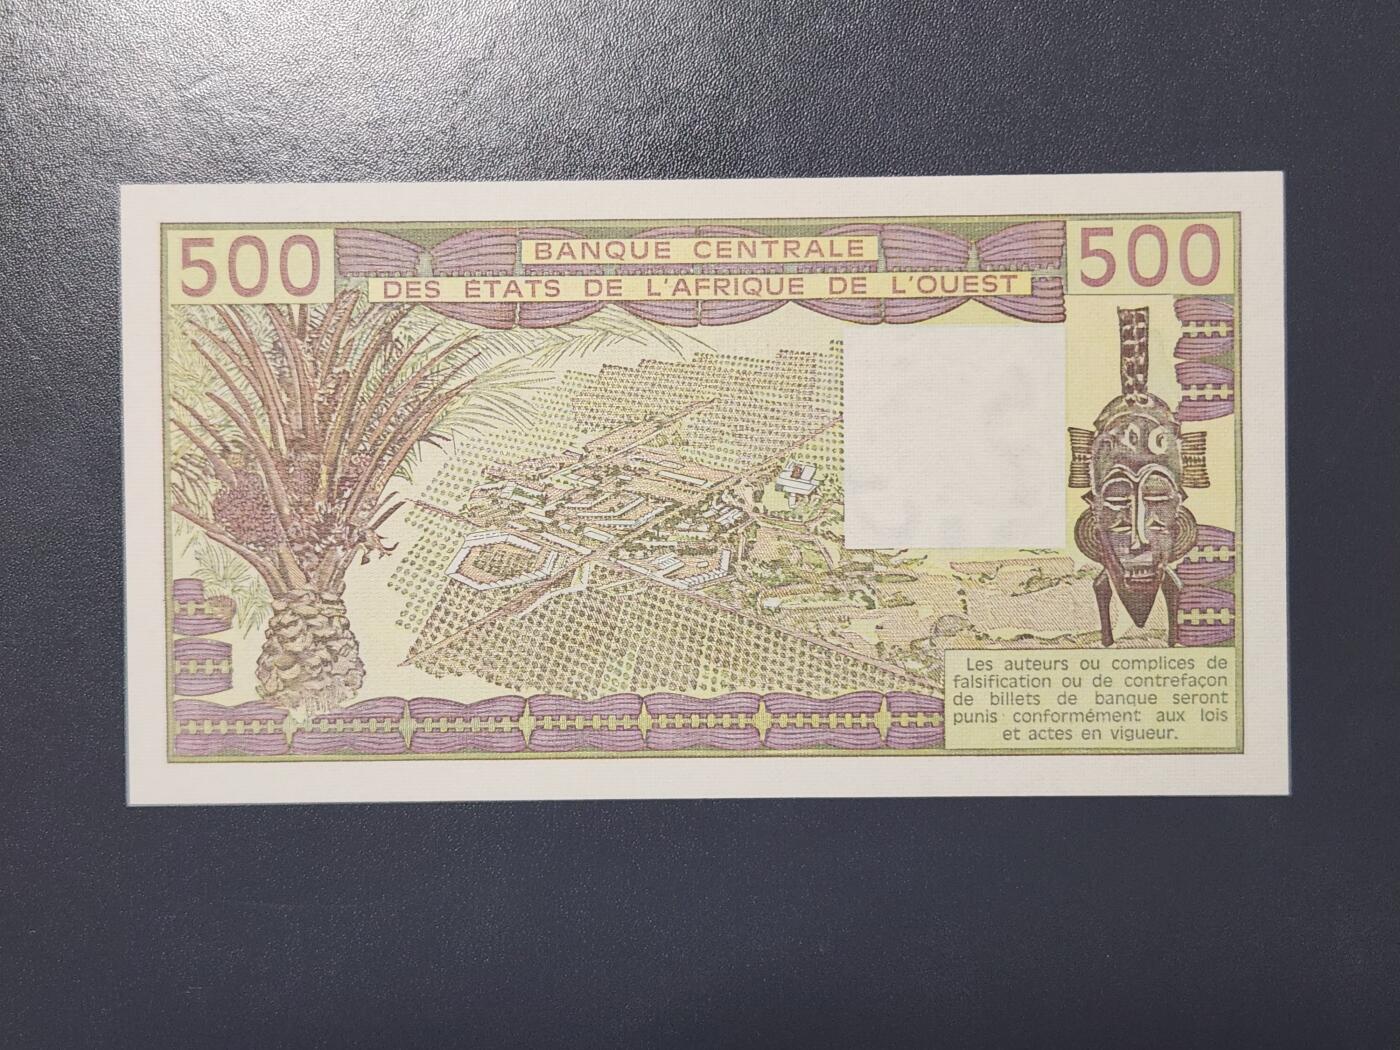 500
BANQUE CENTRALE
500
DES ÉTATS DE L'AFRIQUE DE L'OUEST
Les auteurs ou complices de
falsification ou de contrefaçon
de billets de banque seront
punis conformément aux lois
et actes en vigueur.